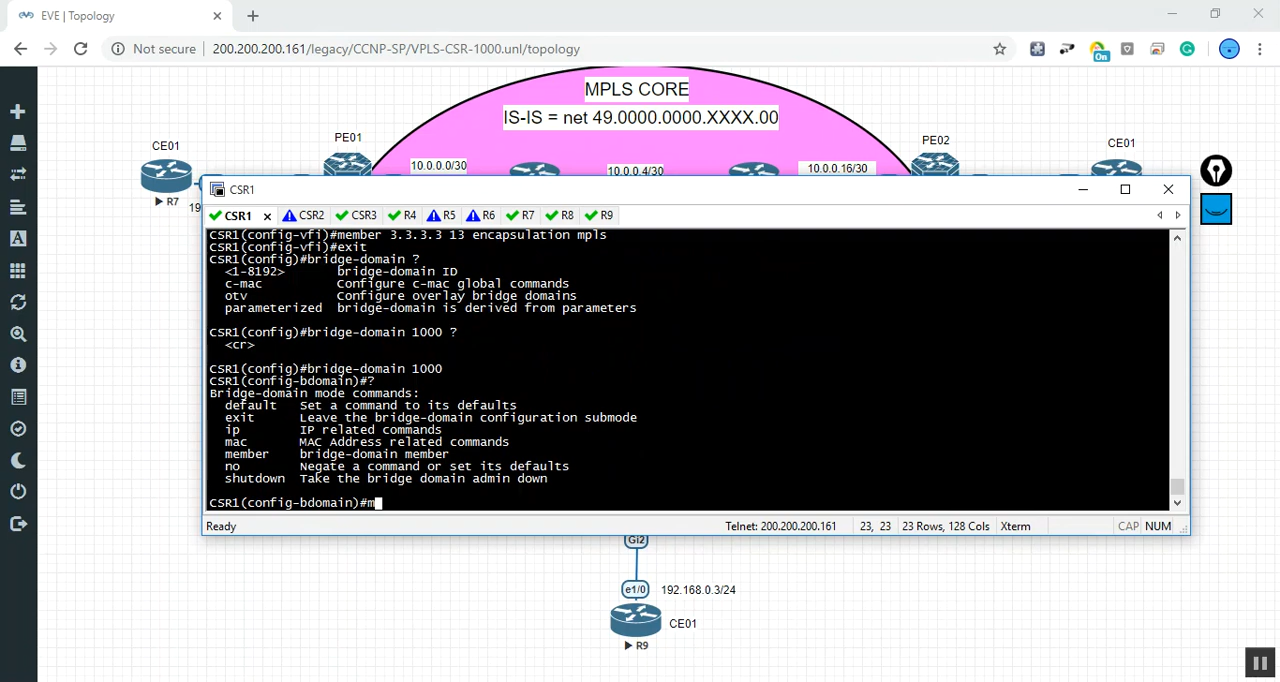 EVE | Topology
Not secure | 200.200.200.161/legacy/CCNP-SP/VPLS-CSR-1000.unl/topology
On
MPLS CORE
IS-IS = net 49.0000.0000.XXXX.00
CE01
PE01
10.0.0.0/30
10.0.0.4/30
10.0.0.16/30
PE02
CE01
R7
19
CSR1
CSR1 CSR2 CSR3 R4 R5 R6 R7 R8 R9
CSR1(config-vfi)#member 3.3.3.3 13 encapsulation mpls
CSR1(config-vfi)#exit
CSR1(config)#bridge-domain ?
<1-8192> bridge-domain ID
c-mac Configure c-mac global commands
otv Configure overlay bridge domains
parameterized bridge-domain is derived from parameters
CSR1(config)#bridge-domain 1000 ?
<cr>
CSR1(config)#bridge-domain 1000
CSR1(config-bdomain)#?
Bridge-domain mode commands:
default Set a command to its defaults
exit Leave the bridge-domain configuration submode
ip IP related commands
mac MAC Address related commands
member bridge-domain member
no Negate a command or set its defaults
shutdown Take the bridge domain admin down
CSR1(config-bdomain)#m
Ready Telnet: 200.200.200.161 23, 23 23 Rows, 128 Cols Xterm CAP NUM
Gi2
e1/0 192.168.0.3/24
CE01
R9